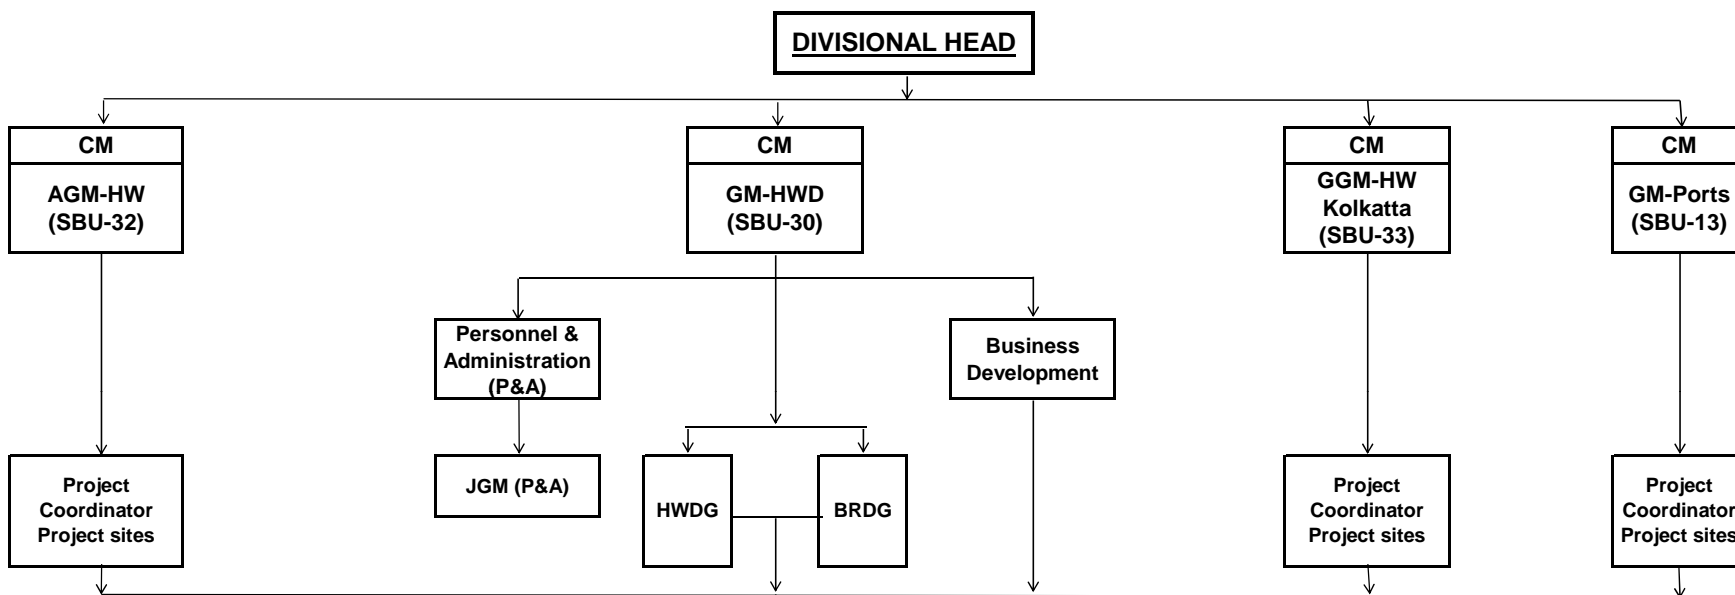 DIVISIONAL HEAD
CM
AGM-HW
(SBU-32)
CM
GM-HWD
(SBU-30)
CM
GGM-HW
Kolkatta
(SBU-33)
CM
GM-Ports
(SBU-13)
Personnel &
Administration
(P&A)
Business
Development
Project
Coordinator
Project sites
JGM (P&A)
HWDG
BRDG
Project
Coordinator
Project sites
Project
Coordinator
Project sites